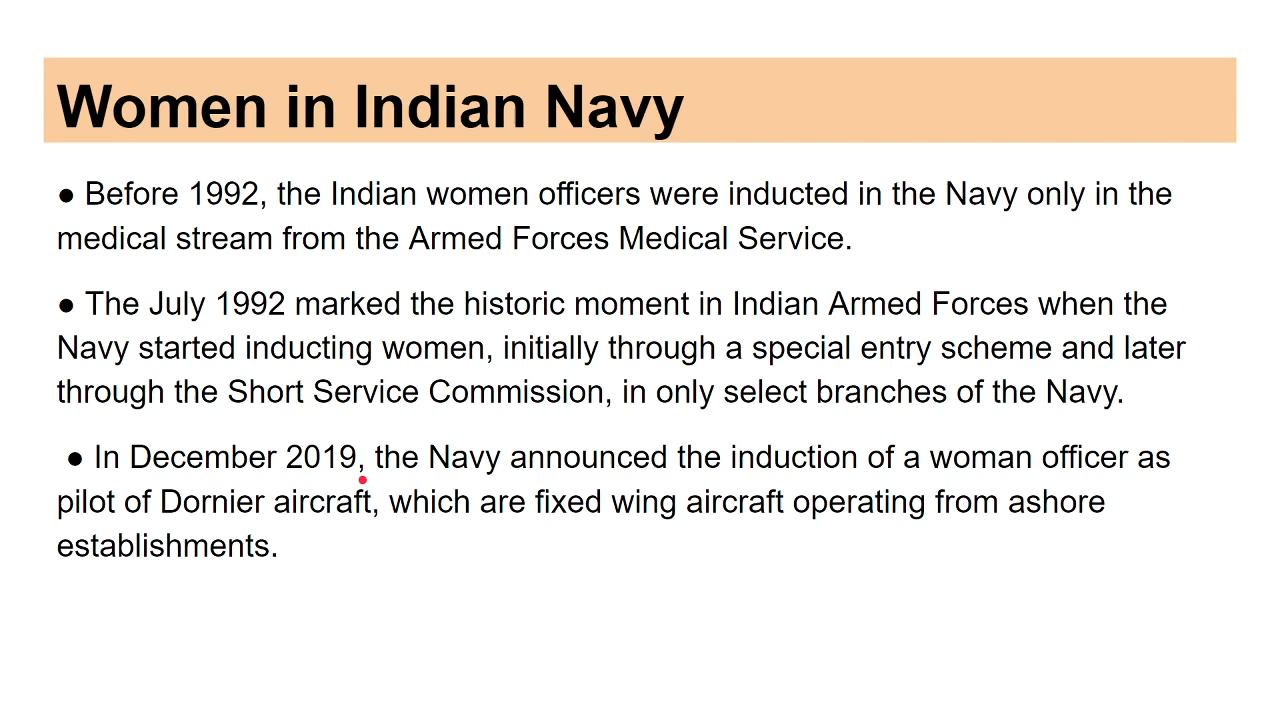 Women in Indian Navy
● Before 1992, the Indian women officers were inducted in the Navy only in the
medical stream from the Armed Forces Medical Service.
● The July 1992 marked the historic moment in Indian Armed Forces when the
Navy started inducting women, initially through a special entry scheme and later
through the Short Service Commission, in only select branches of the Navy.
● In December 2019, the Navy announced the induction of a woman officer as
pilot of Dornier aircraft, which are fixed wing aircraft operating from ashore
establishments.